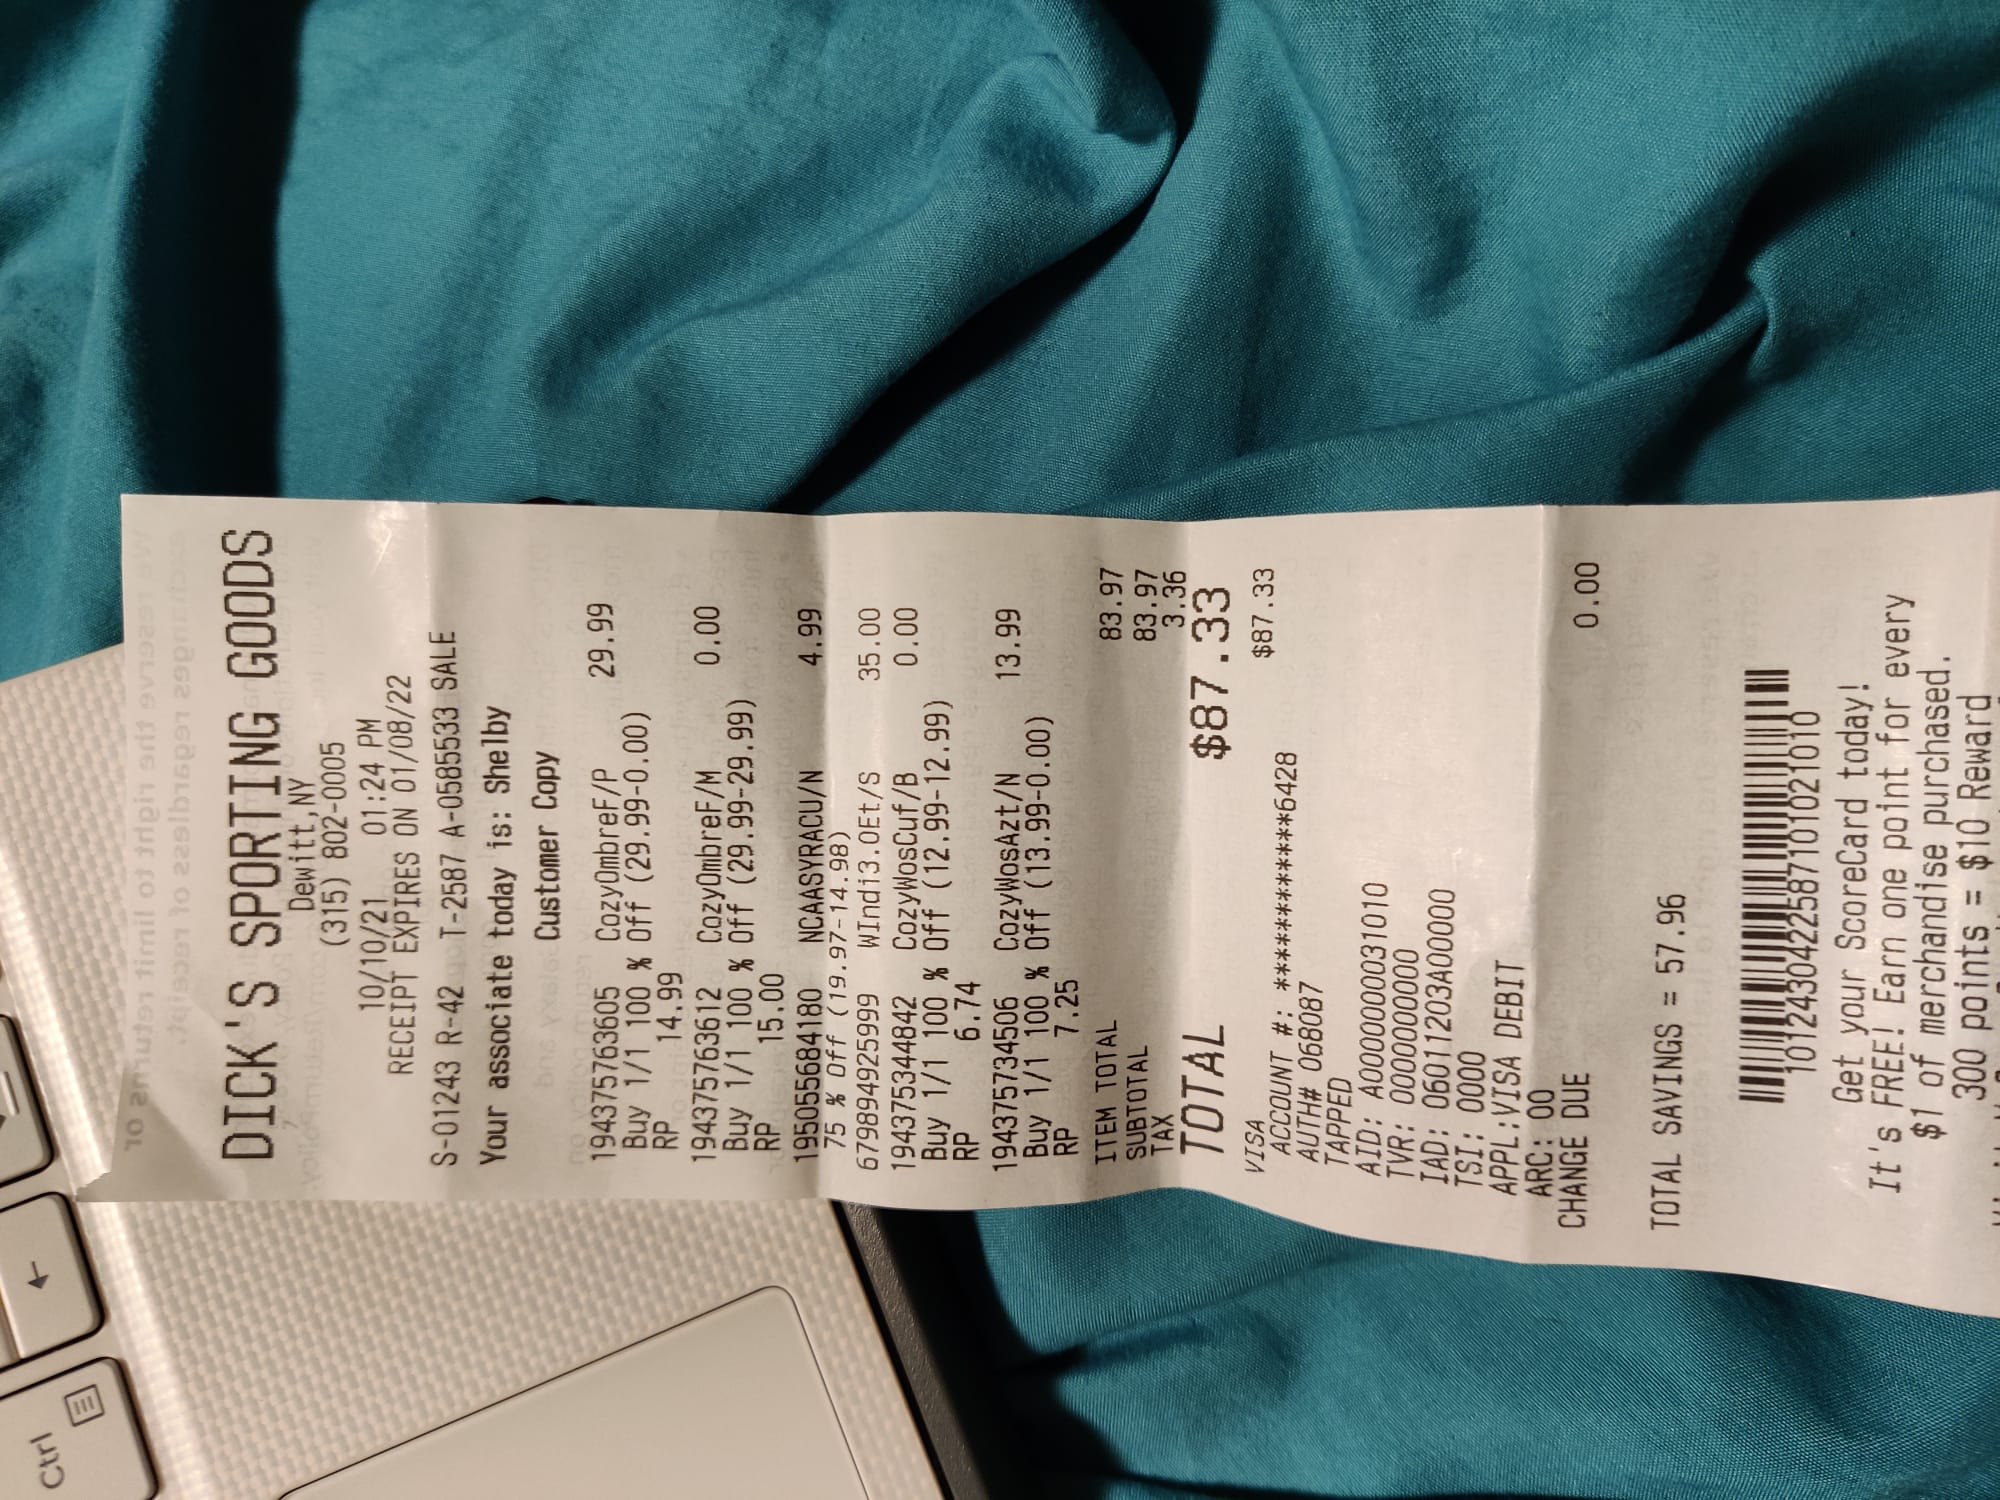 DICK'S SPORTING GOODS
Dewitt,NY
(315) 802-0005
10/10/21 01:24 PM
RECEIPT EXPIRES ON 01/08/22
S-01243 R-42 T-2587 A-0585533 SALE
Your associate today is: Shelby
Customer Copy
194375763605 CozyOmbreF/P 29.99
Buy 1/1 100 % Off (29.99-0.00)
RP 14.99
194375763612 CozyOmbreF/M 0.00
Buy 1/1 100 % Off (29.99-29.99)
RP 15.00
195055684180 NCAASYRACU/N 4.99
75 % Off (19.97-14.98)
679894925999 WIndi3.0Et/S 35.00
194375344842 CozyWosCuf/B 0.00
Buy 1/1 100 % Off (12.99-12.99)
RP 6.74
194375734506 CozyWosAzt/N 13.99
Buy 1/1 100 % Off (13.99-0.00)
RP 7.25
ITEM TOTAL 83.97
SUBTOTAL 83.97
TAX 3.36
TOTAL $87.33
VISA $87.33
ACCOUNT #: ************6428
AUTH# 068087
TAPPED
AID: A0000000031010
TVR: 0000000000
IAD: 06011203A00000
TSI: 0000
APPL:VISA DEBIT
ARC: 00
CHANGE DUE 0.00
TOTAL SAVINGS = 57.96
Get your ScoreCard today!
It's FREE! Earn one point for every
$1 of merchandise purchased.
300 points = $10 Reward
Ctrl